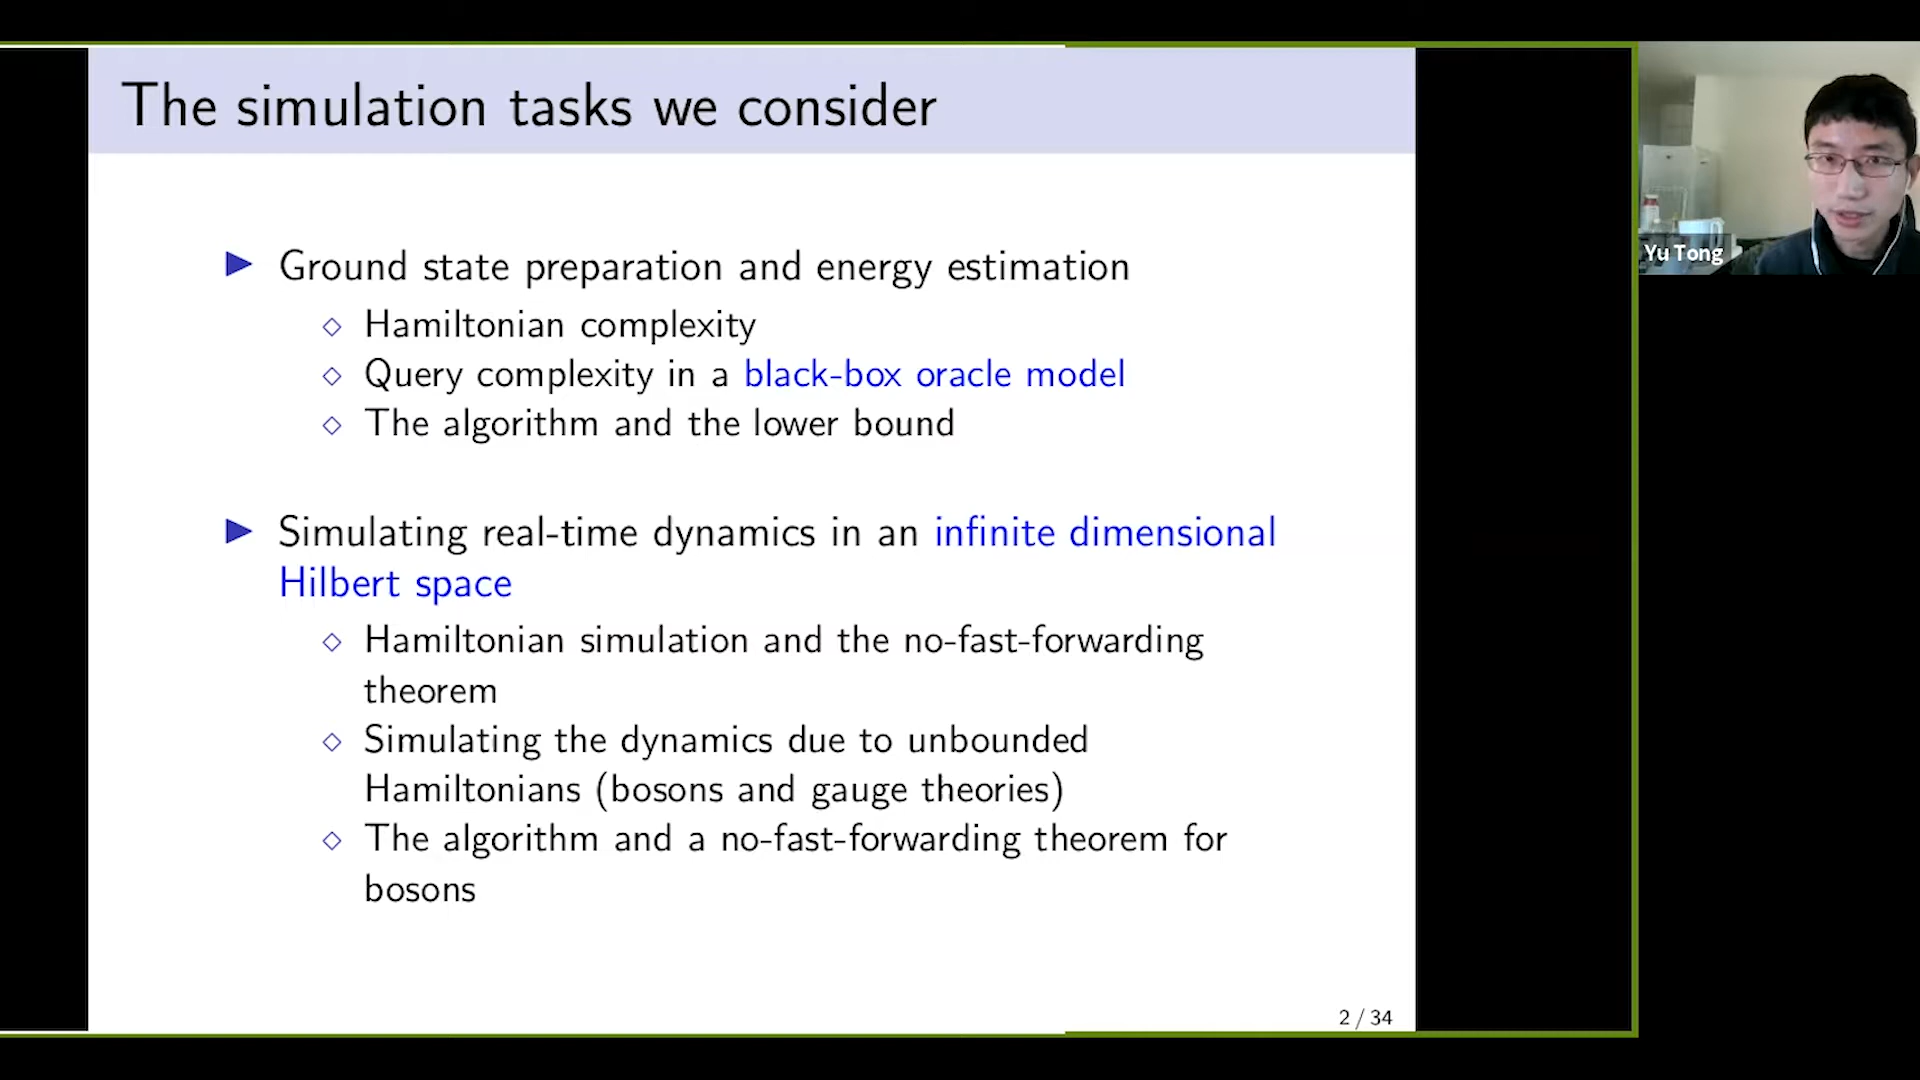 The simulation tasks we consider
Ground state preparation and energy estimation
Hamiltonian complexity
Query complexity in a black-box oracle model
The algorithm and the lower bound
Simulating real-time dynamics in an infinite dimensional
Hilbert space
Hamiltonian simulation and the no-fast-forwarding
theorem
Simulating the dynamics due to unbounded
Hamiltonians (bosons and gauge theories)
The algorithm and a no-fast-forwarding theorem for
bosons
2 / 34
Yu Tong